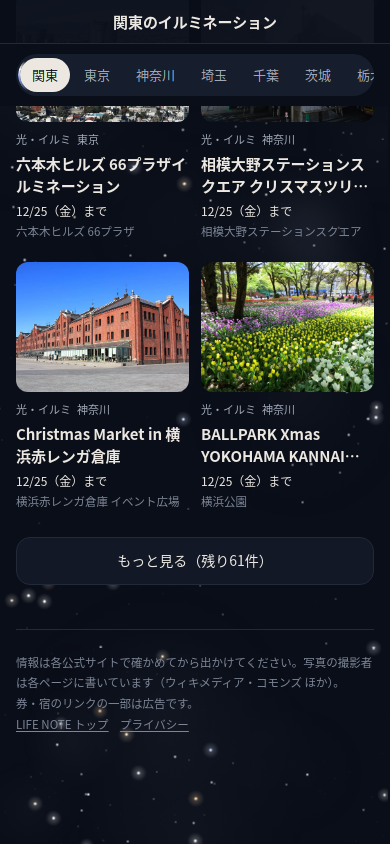 関東のイルミネーション
関東 東京 神奈川 埼玉 千葉 茨城
光・イルミ 東京
六本木ヒルズ 66プラザイ
ルミネーション
12/25（金）まで
六本木ヒルズ 66プラザ
光・イルミ 神奈川
相模大野ステーションス
クエア クリスマスツリ…
12/25（金）まで
相模大野ステーションスクエア
光・イルミ 神奈川
Christmas Market in 横
浜赤レンガ倉庫
12/25（金）まで
横浜赤レンガ倉庫 イベント広場
光・イルミ 神奈川
BALLPARK Xmas
YOKOHAMA KANNAI…
12/25（金）まで
横浜公園
もっと見る（残り61件）
情報は各公式サイトで確かめてから出かけてください。写真の撮影者
は各ページに書いています（ウィキメディア・コモンズ ほか）。
券・宿のリンクの一部は広告です。
LIFE NOTE トップ プライバシー